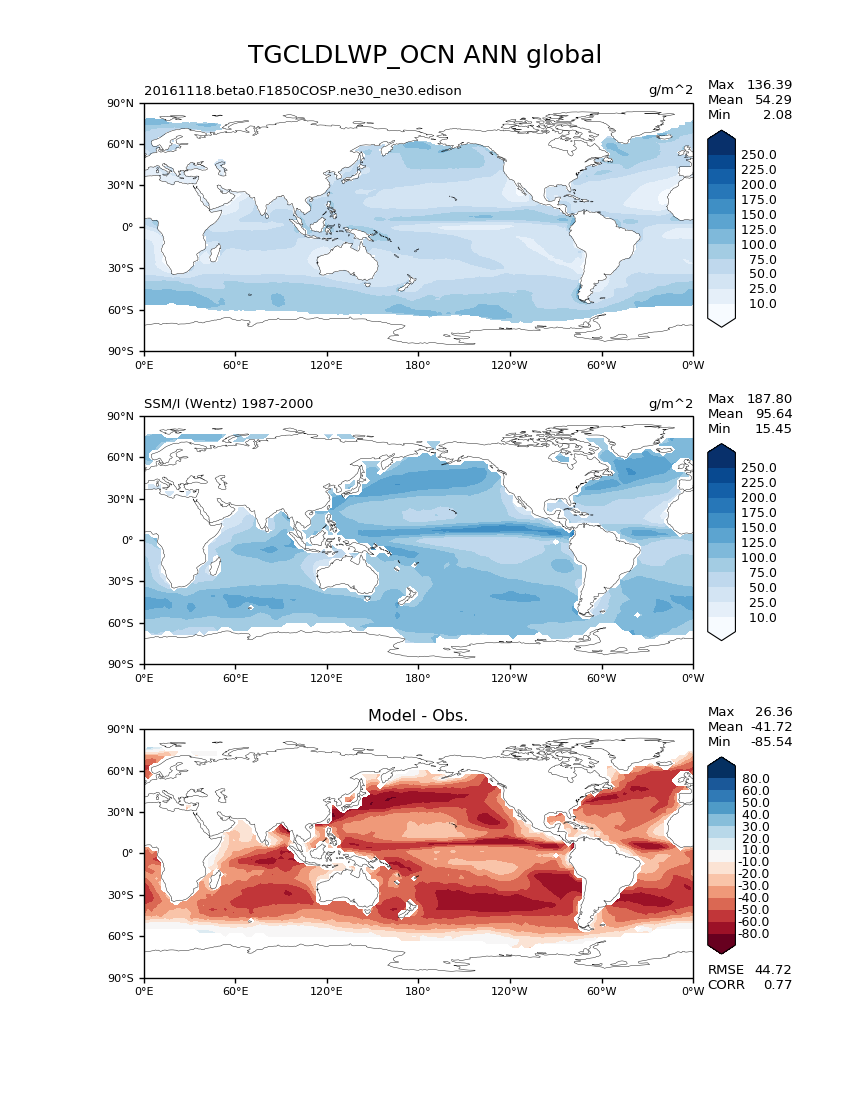 TGCLDLWP_OCN ANN global
20161118.beta0.F1850COSP.ne30_ne30.edison
g/m^2
Max 136.39
Mean 54.29
Min 2.08
90°N
60°N
30°N
0°
30°S
60°S
90°S
0°E
60°E
120°E
180°
120°W
60°W
0°W
250.0
225.0
200.0
175.0
150.0
125.0
100.0
75.0
50.0
25.0
10.0
SSM/I (Wentz) 1987-2000
g/m^2
Max 187.80
Mean 95.64
Min 15.45
90°N
60°N
30°N
0°
30°S
60°S
90°S
0°E
60°E
120°E
180°
120°W
60°W
0°W
250.0
225.0
200.0
175.0
150.0
125.0
100.0
75.0
50.0
25.0
10.0
Model - Obs.
Max 26.36
Mean -41.72
Min -85.54
90°N
60°N
30°N
0°
30°S
60°S
90°S
0°E
60°E
120°E
180°
120°W
60°W
0°W
80.0
60.0
50.0
40.0
30.0
20.0
10.0
-10.0
-20.0
-30.0
-40.0
-50.0
-60.0
-80.0
RMSE 44.72
CORR 0.77